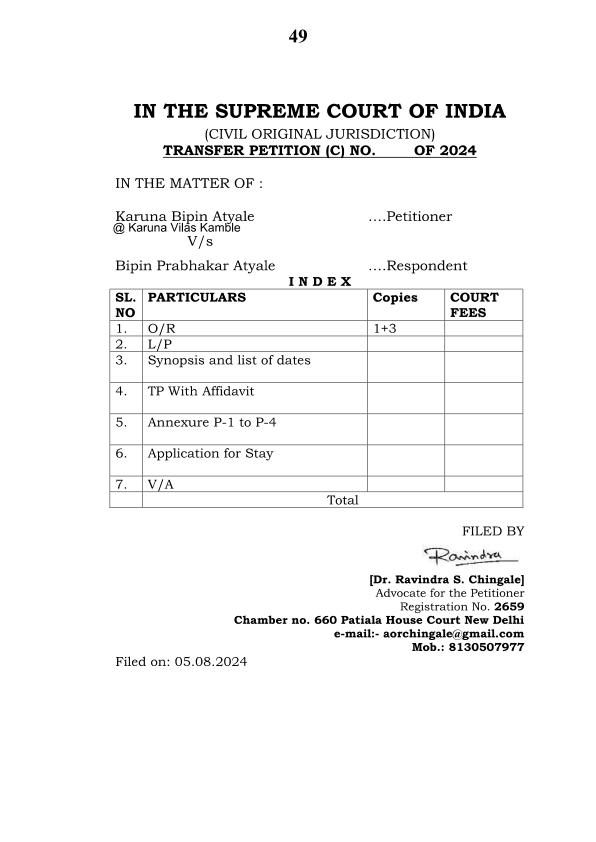 49
IN THE SUPREME COURT OF INDIA
(CIVIL ORIGINAL JURISDICTION)
TRANSFER PETITION (C) NO. OF 2024
IN THE MATTER OF :
Karuna Bipin Atyale ....Petitioner
@ Karuna Vilas Kamble
V/s
Bipin Prabhakar Atyale ....Respondent
I N D E X
SL. NO PARTICULARS Copies COURT FEES
1. O/R 1+3
2. L/P
3. Synopsis and list of dates
4. TP With Affidavit
5. Annexure P-1 to P-4
6. Application for Stay
7. V/A
Total
FILED BY
Ravindra
[Dr. Ravindra S. Chingale]
Advocate for the Petitioner
Registration No. 2659
Chamber no. 660 Patiala House Court New Delhi
e-mail:- aorchingale@gmail.com
Mob.: 8130507977
Filed on: 05.08.2024